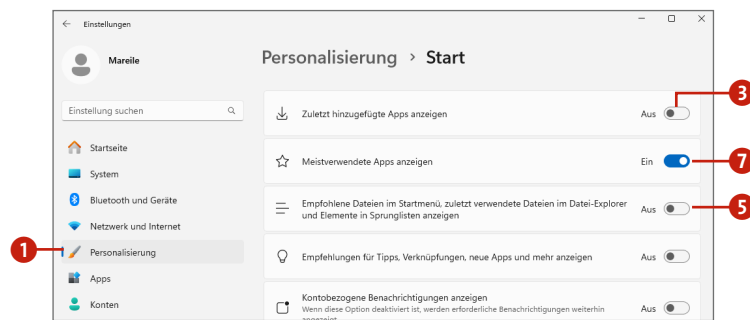 Einstellungen
Mareile
Einstellung suchen
Startseite
System
Bluetooth und Geräte
Netzwerk und Internet
1
Personalisierung
Apps
Konten
Personalisierung > Start
Zuletzt hinzugefügte Apps anzeigen
Aus
3
Meistverwendete Apps anzeigen
Ein
7
Empfohlene Dateien im Startmenü, zuletzt verwendete Dateien im Datei-Explorer
und Elemente in Sprunglisten anzeigen
Aus
5
Empfehlungen für Tipps, Verknüpfungen, neue Apps und mehr anzeigen
Aus
Kontobezogene Benachrichtigungen anzeigen
Wenn diese Option deaktiviert ist, werden erforderliche Benachrichtigungen weiterhin
angezeigt
Aus